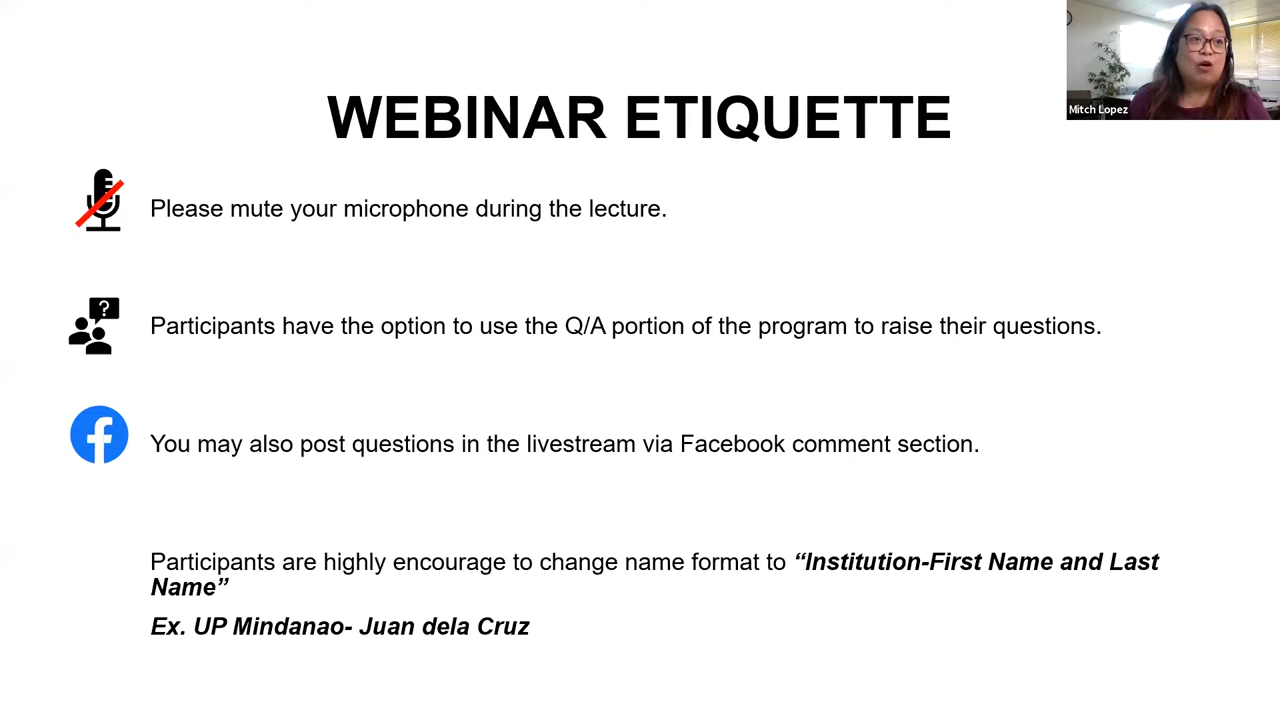 WEBINAR ETIQUETTE
Mitch Lopez
Please mute your microphone during the lecture.
?
Participants have the option to use the Q/A portion of the program to raise their questions.
You may also post questions in the livestream via Facebook comment section.
Participants are highly encourage to change name format to “Institution-First Name and Last
Name”
Ex. UP Mindanao- Juan dela Cruz